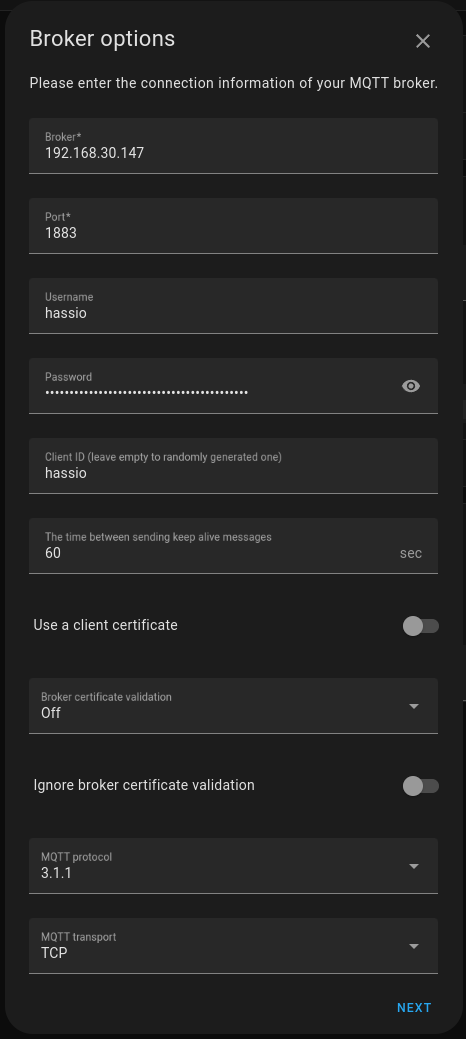 Broker options
Please enter the connection information of your MQTT broker.
Broker*
192.168.30.147
Port*
1883
Username
hassio
Password
••••••••••••••••••••••••••••••••••••••••••
Client ID (leave empty to randomly generated one)
hassio
The time between sending keep alive messages
60 sec
Use a client certificate
Broker certificate validation
Off
Ignore broker certificate validation
MQTT protocol
3.1.1
MQTT transport
TCP
NEXT